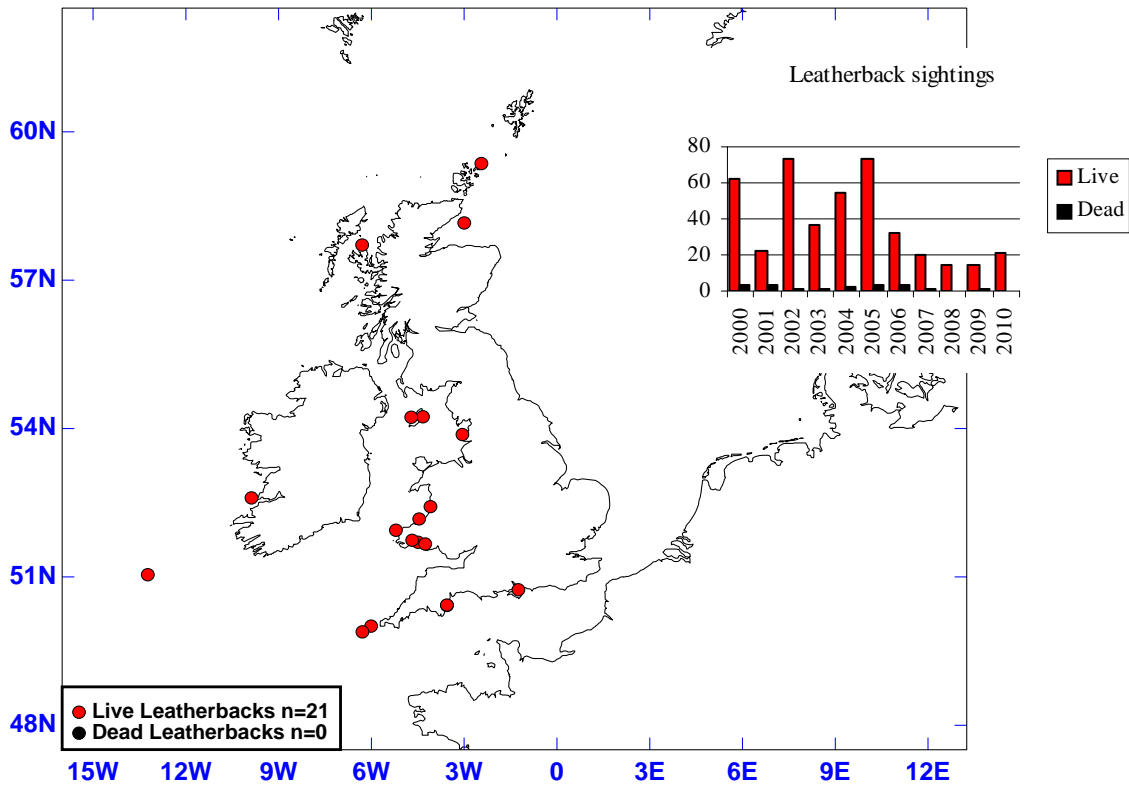 Leatherback sightings
80
60
40
20
0
2000 2001 2002 2003 2004 2005 2006 2007 2008 2009 2010
Live
Dead
60N
57N
54N
51N
48N
Live Leatherbacks n=21
Dead Leatherbacks n=0
15W 12W 9W 6W 3W 0 3E 6E 9E 12E